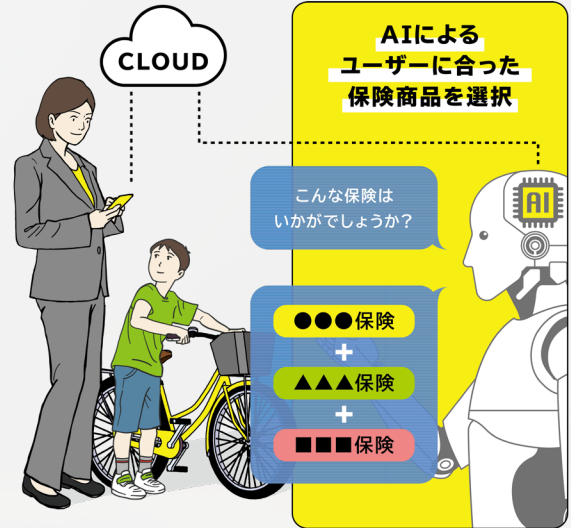 CLOUD
AIによる
ユーザーに合った
保険商品を選択
AI
こんな保険は
いかがでしょうか？
●●●保険
+
▲▲▲保険
+
■■■保険